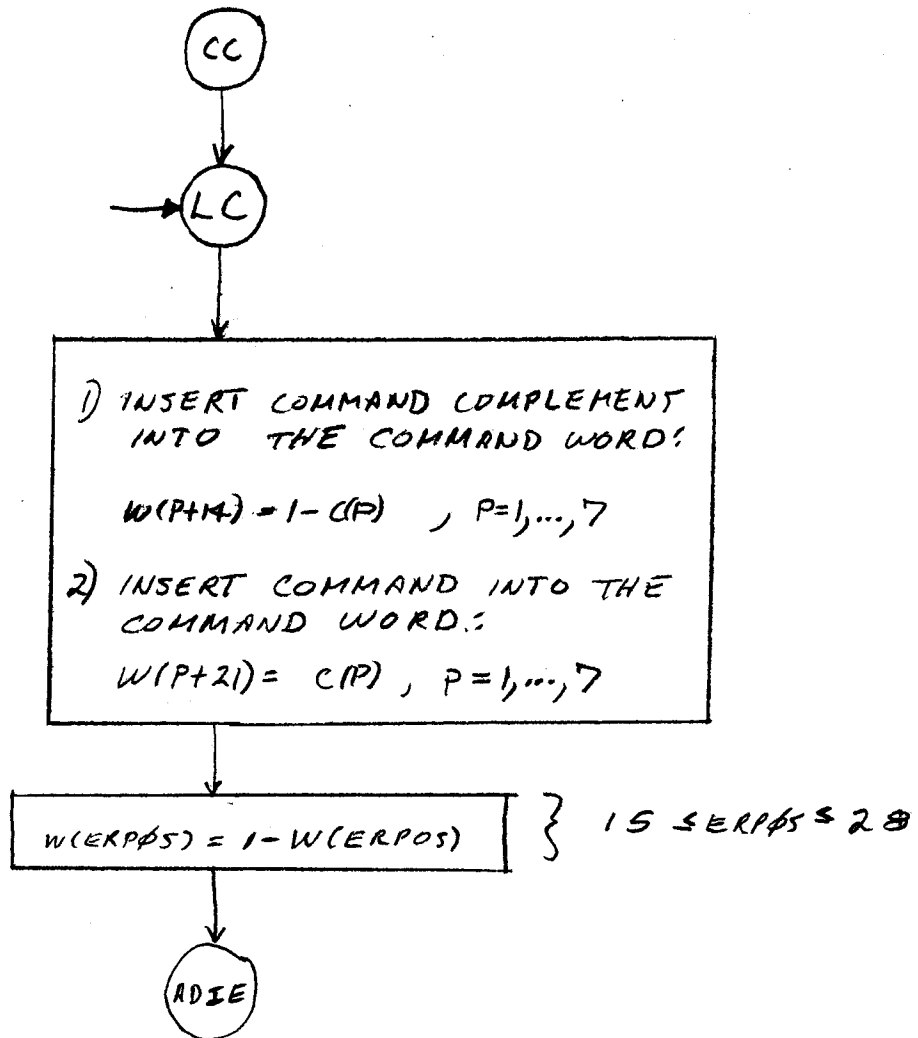 CC
LC
1) INSERT COMMAND COMPLEMENT
INTO THE COMMAND WORD:
W(P+14) = 1 - C(P) , P=1,...,7
2) INSERT COMMAND INTO THE
COMMAND WORD.:
W(P+21) = C(P) , P=1,...,7
W(ERPØS) = 1 - W(ERPOS) } 15 ≤ ERPØS ≤ 28
ADIE